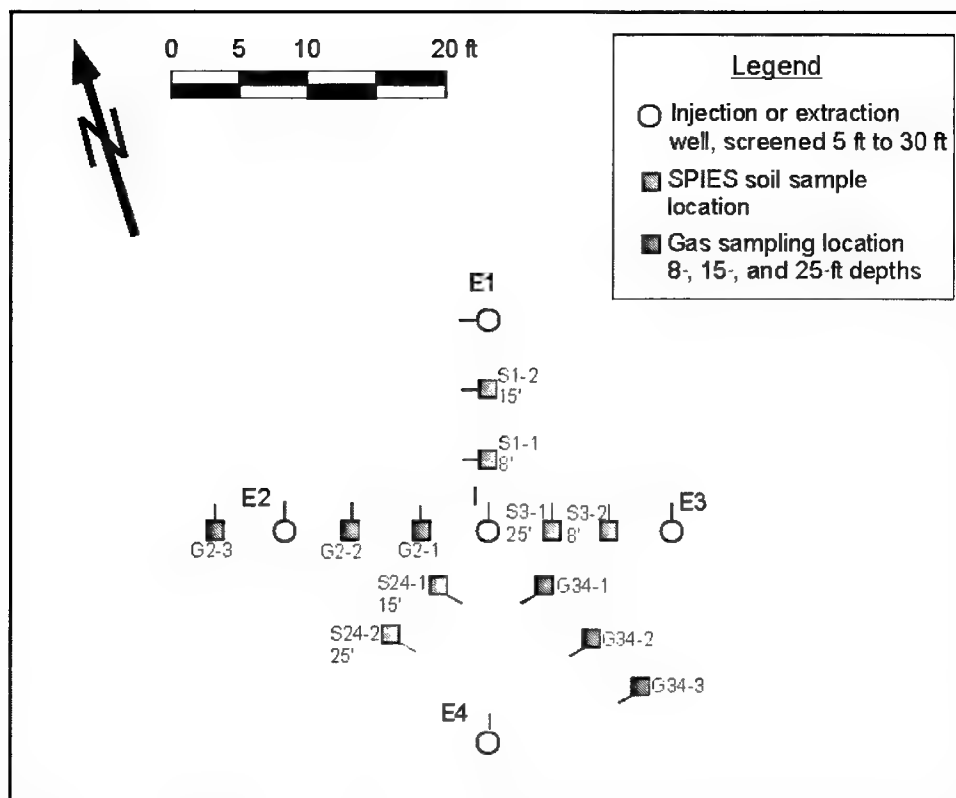 0 5 10 20 ft
N
Legend
Injection or extraction
well, screened 5 ft to 30 ft
SPIES soil sample
location
Gas sampling location
8-, 15-, and 25-ft depths
E1
S1-2
15'
S1-1
8'
E2
I
S3-1
25'
S3-2
8'
E3
G2-3
G2-2
G2-1
S24-1
15'
G34-1
S24-2
25'
G34-2
G34-3
E4